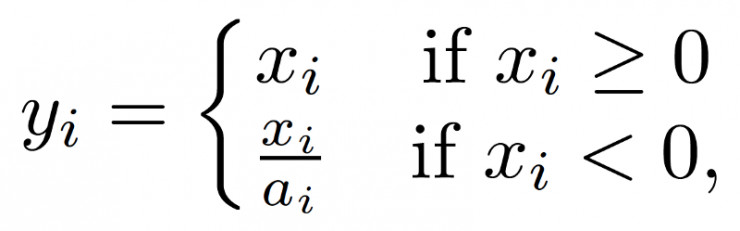 y_i = { x_i if x_i ≥ 0
x_i / a_i if x_i < 0,